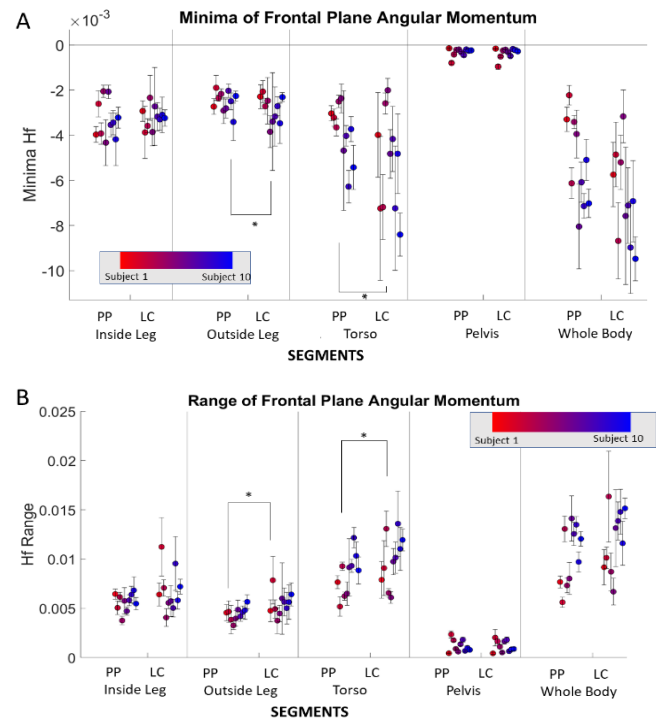 A
Minima of Frontal Plane Angular Momentum
×10⁻³
0
-2
-4
-6
-8
-10
Minima Hf
*
*
Subject 1 Subject 10
PP LC PP LC PP LC PP LC PP LC
Inside Leg Outside Leg Torso Pelvis Whole Body
SEGMENTS
B
Range of Frontal Plane Angular Momentum
0.025
0.02
0.015
0.01
0.005
0
Hf Range
*
*
Subject 1 Subject 10
PP LC PP LC PP LC PP LC PP LC
Inside Leg Outside Leg Torso Pelvis Whole Body
SEGMENTS